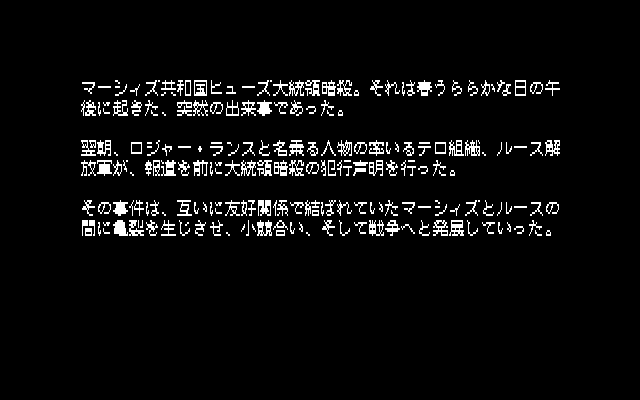 マーシィズ共和国ヒューズ大統領暗殺。それは春うららかな日の午
後に起きた、突然の出来事であった。
翌朝、ロジャー・ランスと名乗る人物の率いるテロ組織、ルース解
放軍が、報道を前に大統領暗殺の犯行声明を行った。
その事件は、互いに友好関係で結ばれていたマーシィズとルースの
間に亀裂を生じさせ、小競合い、そして戦争へと発展していった。